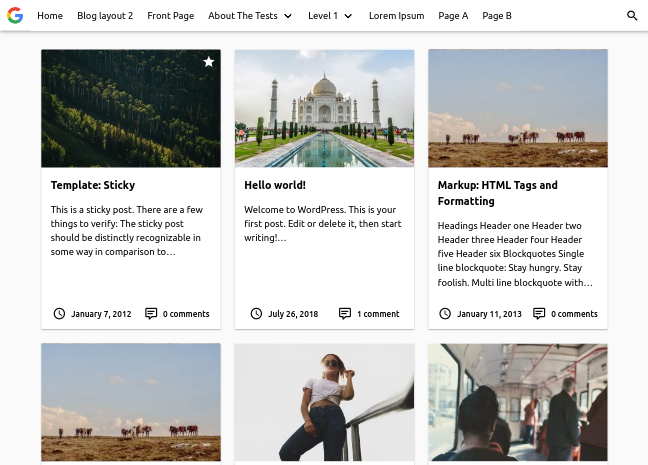 Home Blog layout 2 Front Page About The Tests Level 1 Lorem Ipsum Page A Page B
Template: Sticky
This is a sticky post. There are a few
things to verify: The sticky post
should be distinctly recognizable in
some way in comparison to…
January 7, 2012 0 comments
Hello world!
Welcome to WordPress. This is your
first post. Edit or delete it, then start
writing!…
July 26, 2018 1 comment
Markup: HTML Tags and
Formatting
Headings Header one Header two
Header three Header four Header
five Header six Blockquotes Single
line blockquote: Stay hungry. Stay
foolish. Multi line blockquote with…
January 11, 2013 0 comments